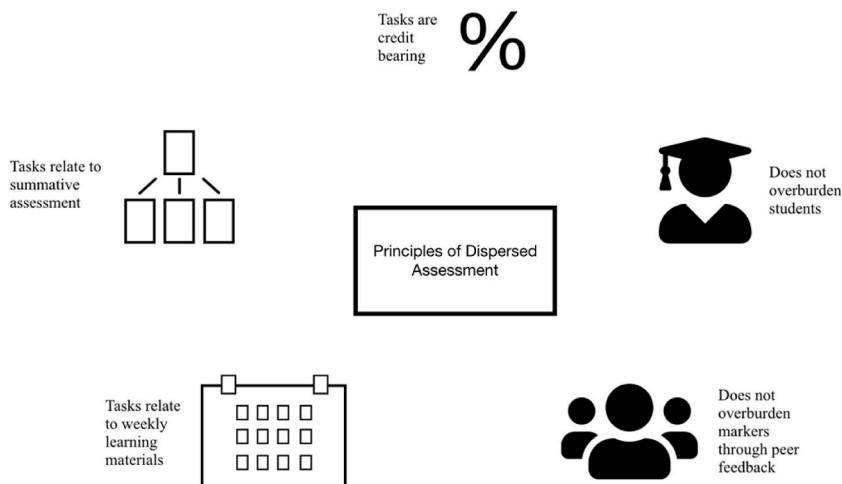 Tasks are
credit
bearing
%
Tasks relate to
summative
assessment
Does not
overburden
students
Principles of Dispersed
Assessment
Tasks relate
to weekly
learning
materials
Does not
overburden
markers
through peer
feedback